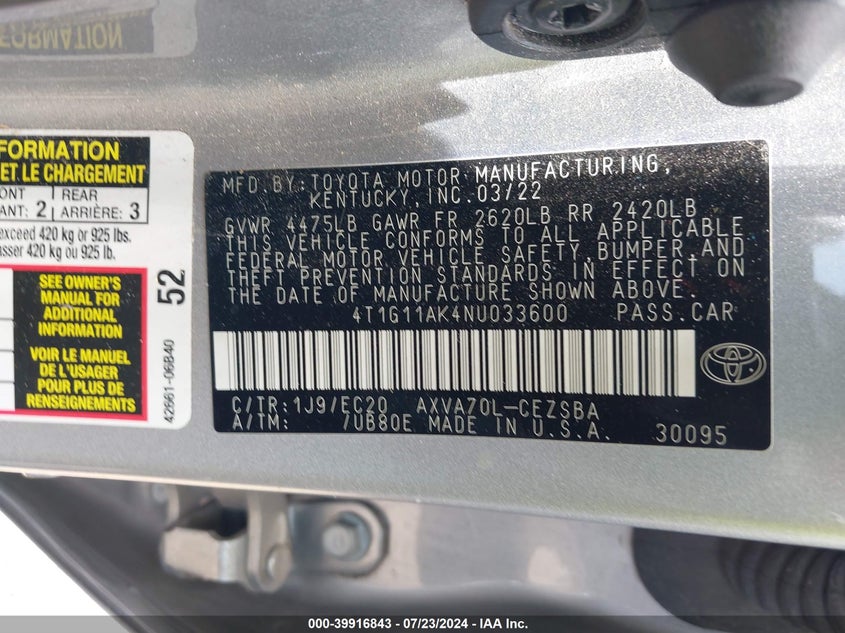 FORMATION
FORMATION
ET LE CHARGEMENT
ONT REAR
ANT: 2 ARRIÈRE: 3
exceed 420 kg or 925 lbs.
asser 420 kg ou 925 lb.
SEE OWNER'S
MANUAL FOR
ADDITIONAL
INFORMATION
VOIR LE MANUEL
DE L'USAGER
POUR PLUS DE
RENSEIGNEMENTS
52
42661-06B40
MFD. BY: TOYOTA MOTOR MANUFACTURING,
KENTUCKY, INC. 03/22
GVWR 4475LB GAWR FR 2620LB RR 2420LB
THIS VEHICLE CONFORMS TO ALL APPLICABLE
FEDERAL MOTOR VEHICLE SAFETY, BUMPER, AND
THEFT PREVENTION STANDARDS IN EFFECT ON
THE DATE OF MANUFACTURE SHOWN ABOVE.
4T1G11AK4NU033600 PASS.CAR
C/TR: 1J9/EC20 AXVA70L-CEZSBA
A/TM: /UB80E MADE IN U.S.A. 30095
000-39916843 - 07/23/2024 - IAA Inc.